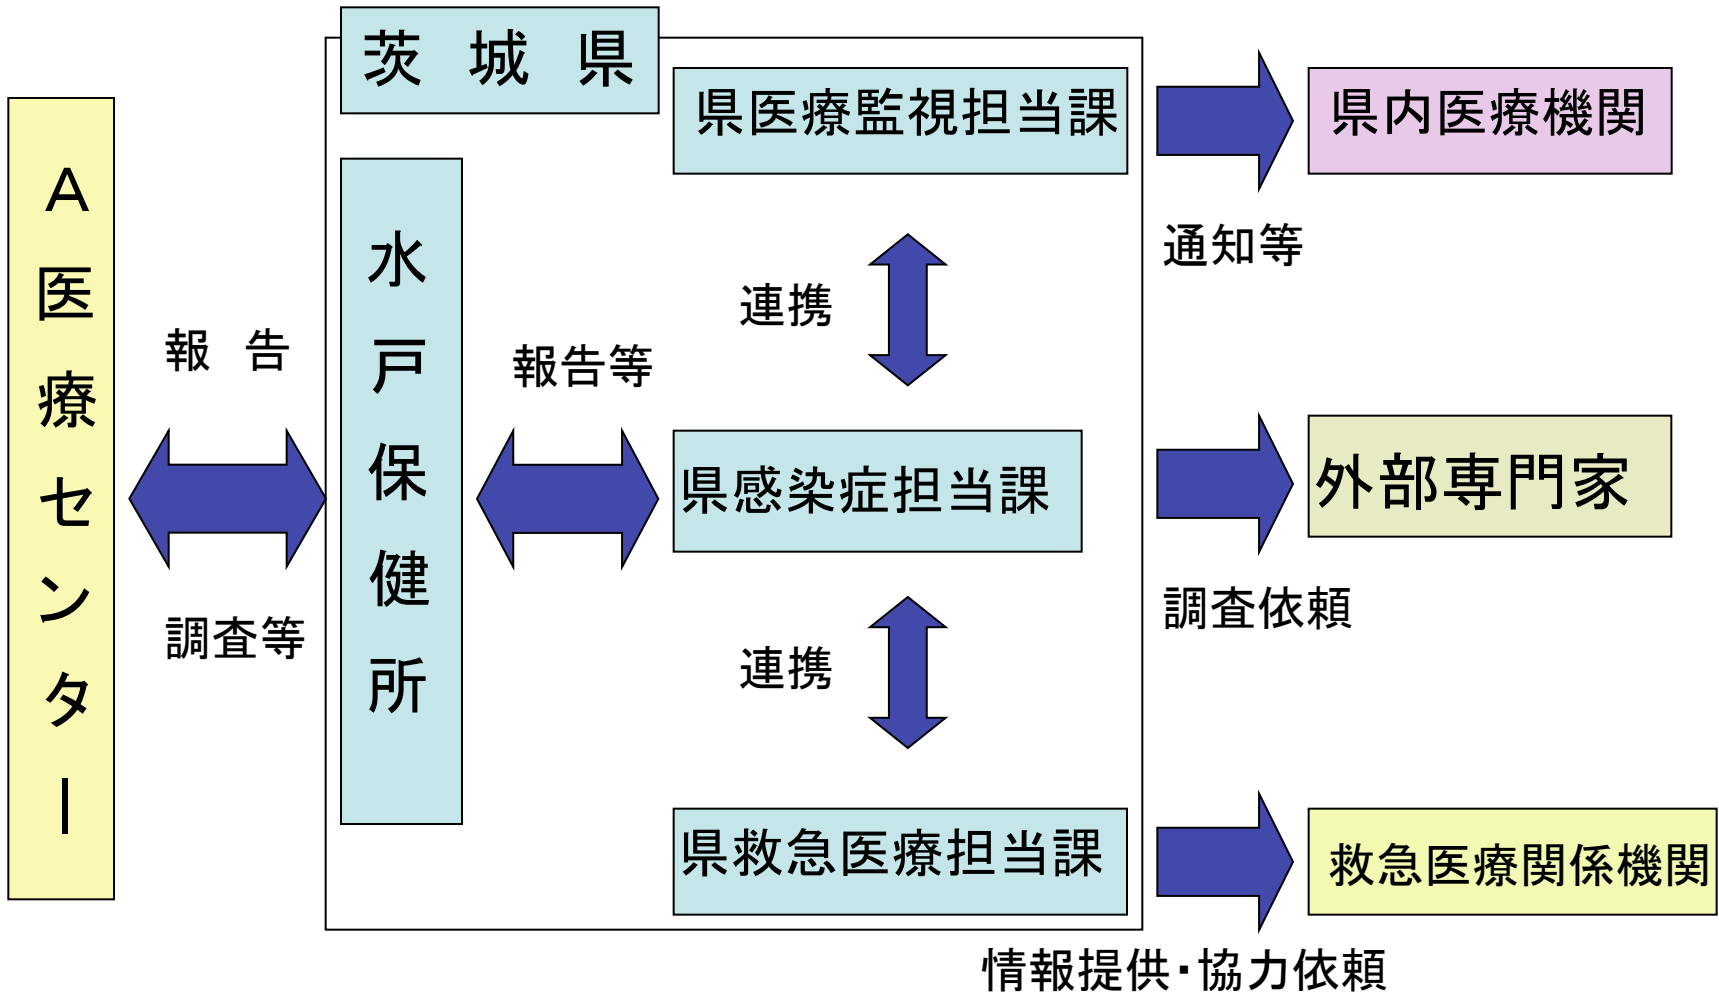 茨　城　県
県医療監視担当課
県内医療機関
通知等
A医療センター
報　告
調査等
水戸保健所
報告等
連携
県感染症担当課
外部専門家
調査依頼
連携
県救急医療担当課
救急医療関係機関
情報提供・協力依頼